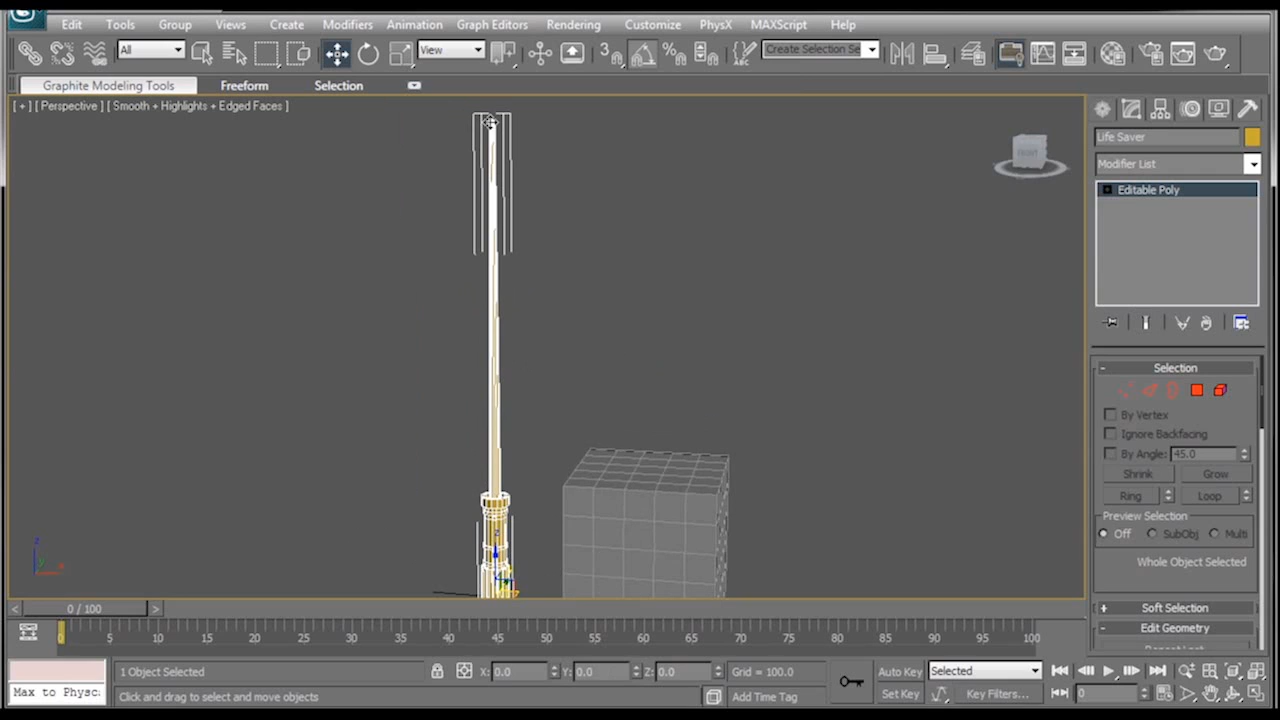 Edit Tools Group Views Create Modifiers Animation Graph Editors Rendering Customize PhysX MAXScript Help
All View 3 Create Selection Se
Graphite Modeling Tools Freeform Selection
[ + ] [ Perspective ] [ Smooth + Highlights + Edged Faces ]
Life Saver
Modifier List
Editable Poly
- Selection
By Vertex
Ignore Backfacing
By Angle: 45.0
Shrink Grow
Ring Loop
Preview Selection
Off SubObj Multi
Whole Object Selected
+ Soft Selection
- Edit Geometry
z
y x
< 0 / 100 >
0 5 10 15 20 25 30 35 40 45 50 55 60 65 70 75 80 85 90 95 100
1 Object Selected X: 0.0 Y: 0.0 Z: 0.0 Grid = 100.0 Auto Key Selected
Max to Physc Click and drag to select and move objects Add Time Tag Set Key Key Filters... 0